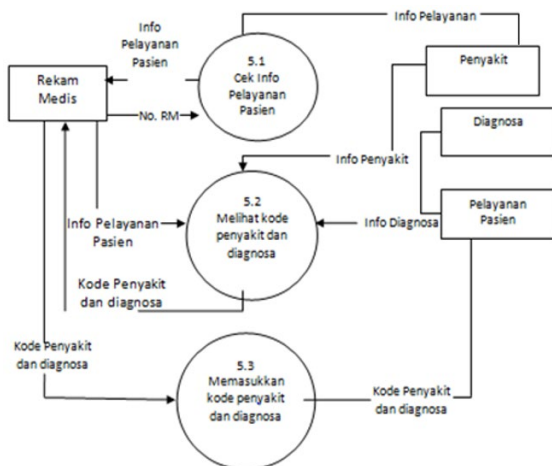 Info Pelayanan
Info
Pelayanan
Pasien
5.1
Cek Info
Pelayanan
Pasien
Rekam
Medis
No. RM
Penyakit
Diagnosa
Info Penyakit
5.2
Melihat kode
penyakit dan
diagnosa
Pelayanan
Pasien
Info Diagnosa
Info Pelayanan
Pasien
Kode Penyakit
dan diagnosa
Kode Penyakit
dan diagnosa
5.3
Memasukkan
kode penyakit
dan diagnosa
Kode Penyakit
dan diagnosa